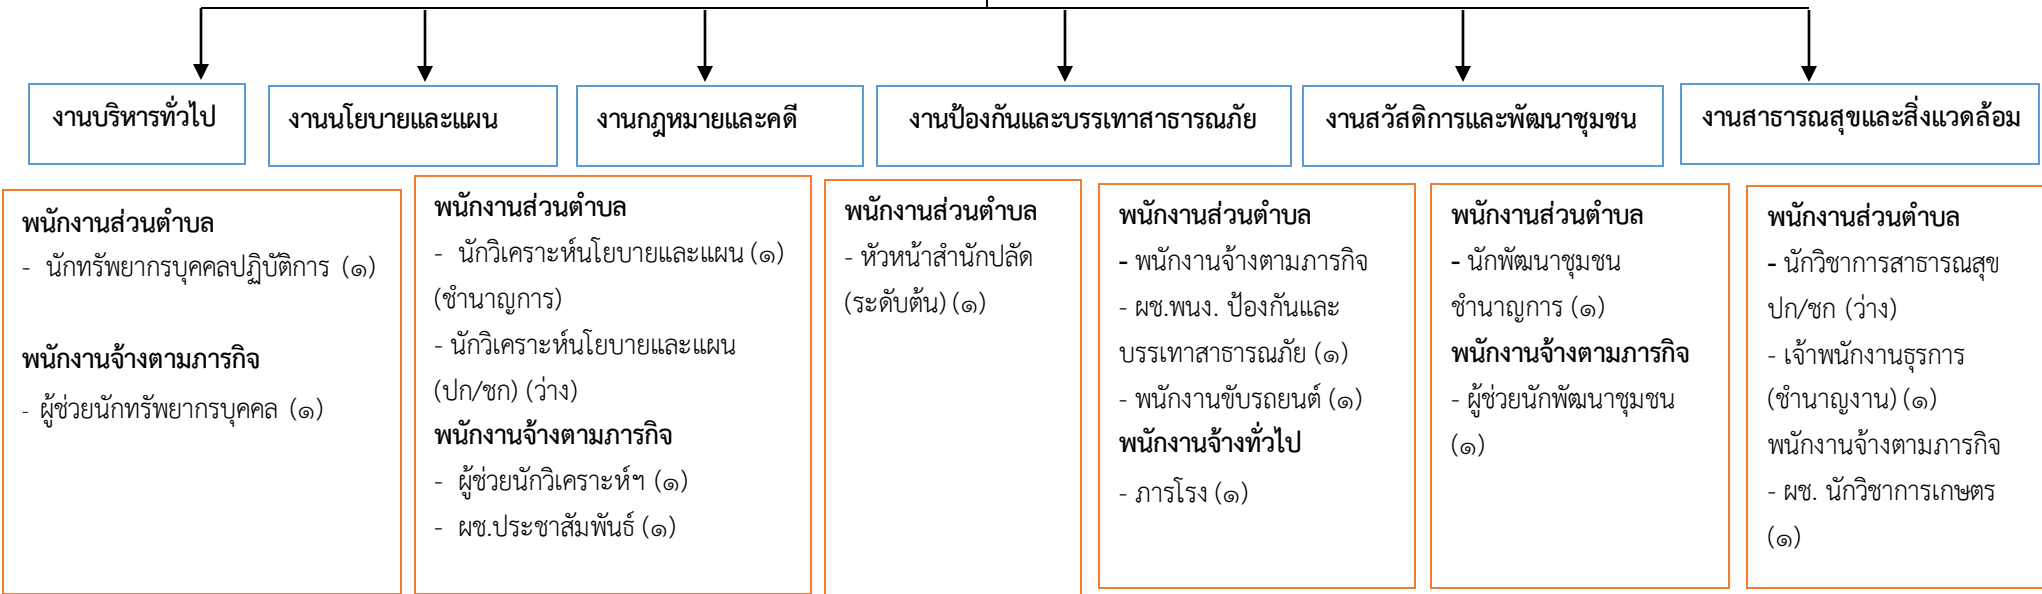 งานบริหารทั่วไป
งานนโยบายและแผน
งานกฎหมายและคดี
งานป้องกันและบรรเทาสาธารณภัย
งานสวัสดิการและพัฒนาชุมชน
งานสาธารณสุขและสิ่งแวดล้อม
พนักงานส่วนตำบล
- นักทรัพยากรบุคคลปฏิบัติการ (๑)
พนักงานจ้างตามภารกิจ
- ผู้ช่วยนักทรัพยากรบุคคล (๑)
พนักงานส่วนตำบล
- นักวิเคราะห์นโยบายและแผน (๑)
(ชำนาญการ)
- นักวิเคราะห์นโยบายและแผน
(ปก/ชก) (ว่าง)
พนักงานจ้างตามภารกิจ
- ผู้ช่วยนักวิเคราะห์ฯ (๑)
- ผช.ประชาสัมพันธ์ (๑)
พนักงานส่วนตำบล
- หัวหน้าสำนักปลัด
(ระดับต้น) (๑)
พนักงานส่วนตำบล
- พนักงานจ้างตามภารกิจ
- ผช.พนง. ป้องกันและ
บรรเทาสาธารณภัย (๑)
- พนักงานขับรถยนต์ (๑)
พนักงานจ้างทั่วไป
- ภารโรง (๑)
พนักงานส่วนตำบล
- นักพัฒนาชุมชน
ชำนาญการ (๑)
พนักงานจ้างตามภารกิจ
- ผู้ช่วยนักพัฒนาชุมชน
(๑)
พนักงานส่วนตำบล
- นักวิชาการสาธารณสุข
ปก/ชก (ว่าง)
- เจ้าพนักงานธุรการ
(ชำนาญงาน) (๑)
พนักงานจ้างตามภารกิจ
- ผช. นักวิชาการเกษตร
(๑)